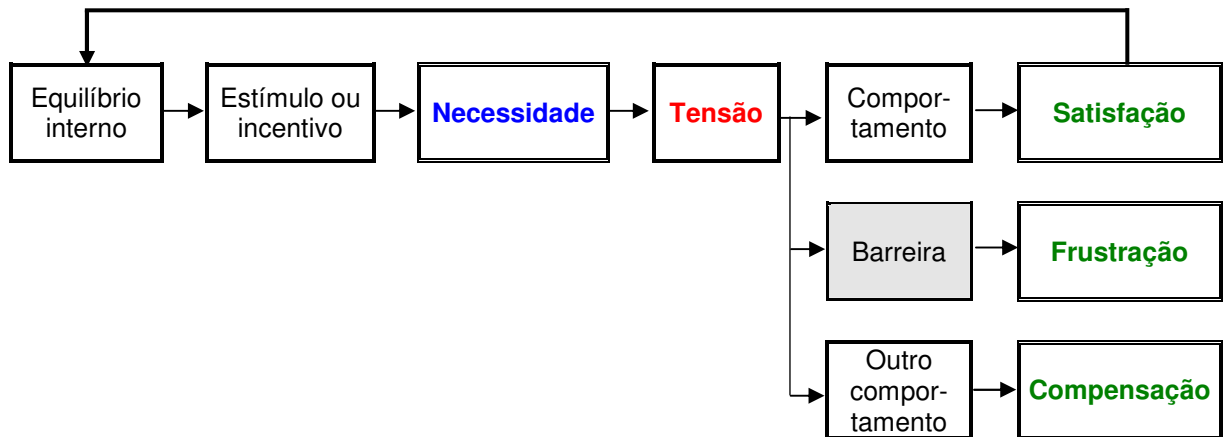 Equilíbrio
interno
Estímulo ou
incentivo
Necessidade
Tensão
Compor-
tamento
Satisfação
Barreira
Frustração
Outro
compor-
tamento
Compensação